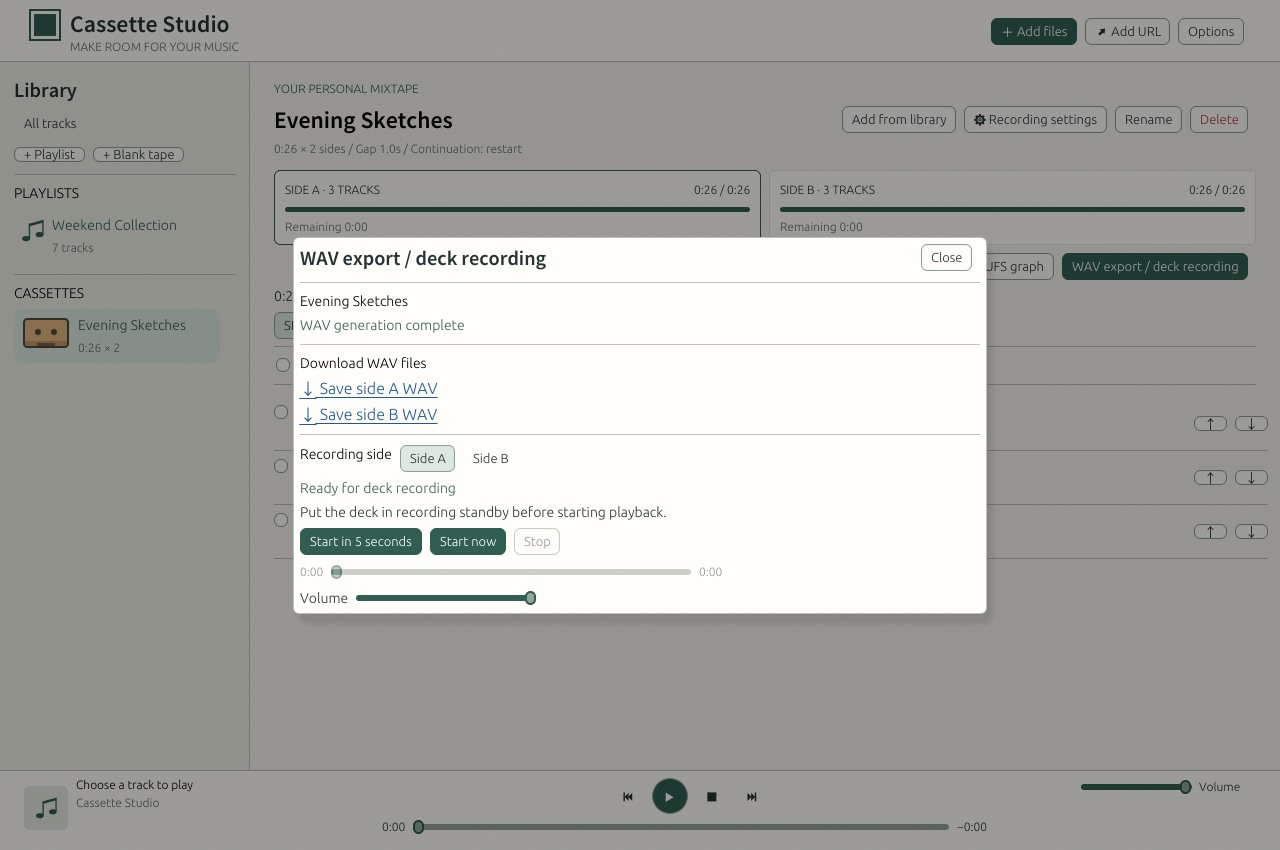 Cassette Studio
MAKE ROOM FOR YOUR MUSIC
+ Add files
Add URL
Options
Library
All tracks
+ Playlist
+ Blank tape
PLAYLISTS
Weekend Collection
7 tracks
CASSETTES
Evening Sketches
0:26 × 2
YOUR PERSONAL MIXTAPE
Evening Sketches
Add from library
Recording settings
Rename
Delete
0:26 × 2 sides / Gap 1.0s / Continuation: restart
SIDE A · 3 TRACKS
0:26 / 0:26
Remaining 0:00
SIDE B · 3 TRACKS
0:26 / 0:26
Remaining 0:00
graph
WAV export / deck recording
WAV export / deck recording
Close
Evening Sketches
WAV generation complete
Download WAV files
↓ Save side A WAV
↓ Save side B WAV
Recording side
Side A
Side B
Ready for deck recording
Put the deck in recording standby before starting playback.
Start in 5 seconds
Start now
Stop
0:00
0:00
Volume
↑ ↓
↑ ↓
↑ ↓
Choose a track to play
Cassette Studio
0:00
−0:00
Volume